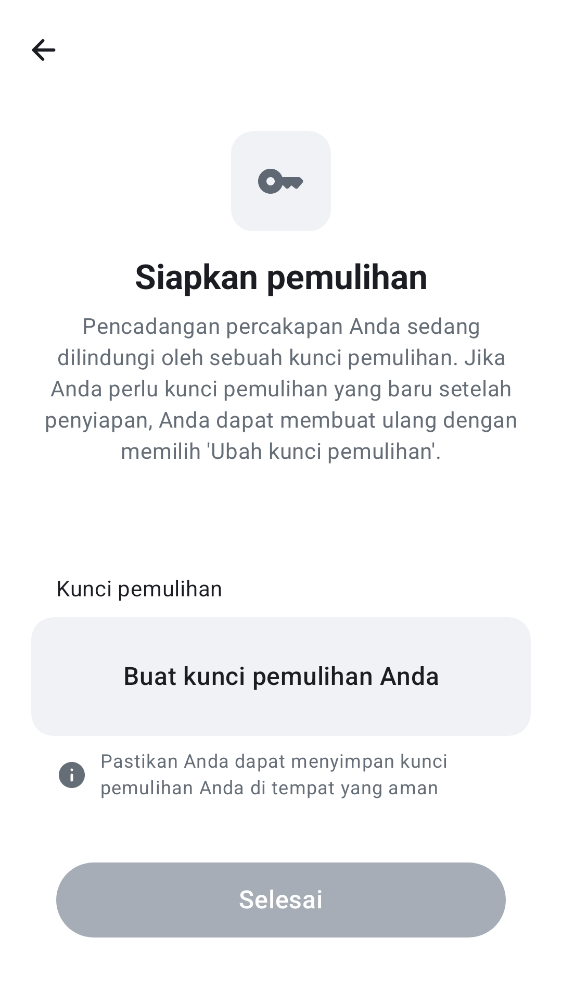 Siapkan pemulihan
Pencadangan percakapan Anda sedang
dilindungi oleh sebuah kunci pemulihan. Jika
Anda perlu kunci pemulihan yang baru setelah
penyiapan, Anda dapat membuat ulang dengan
memilih 'Ubah kunci pemulihan'.
Kunci pemulihan
Buat kunci pemulihan Anda
Pastikan Anda dapat menyimpan kunci
pemulihan Anda di tempat yang aman
Selesai